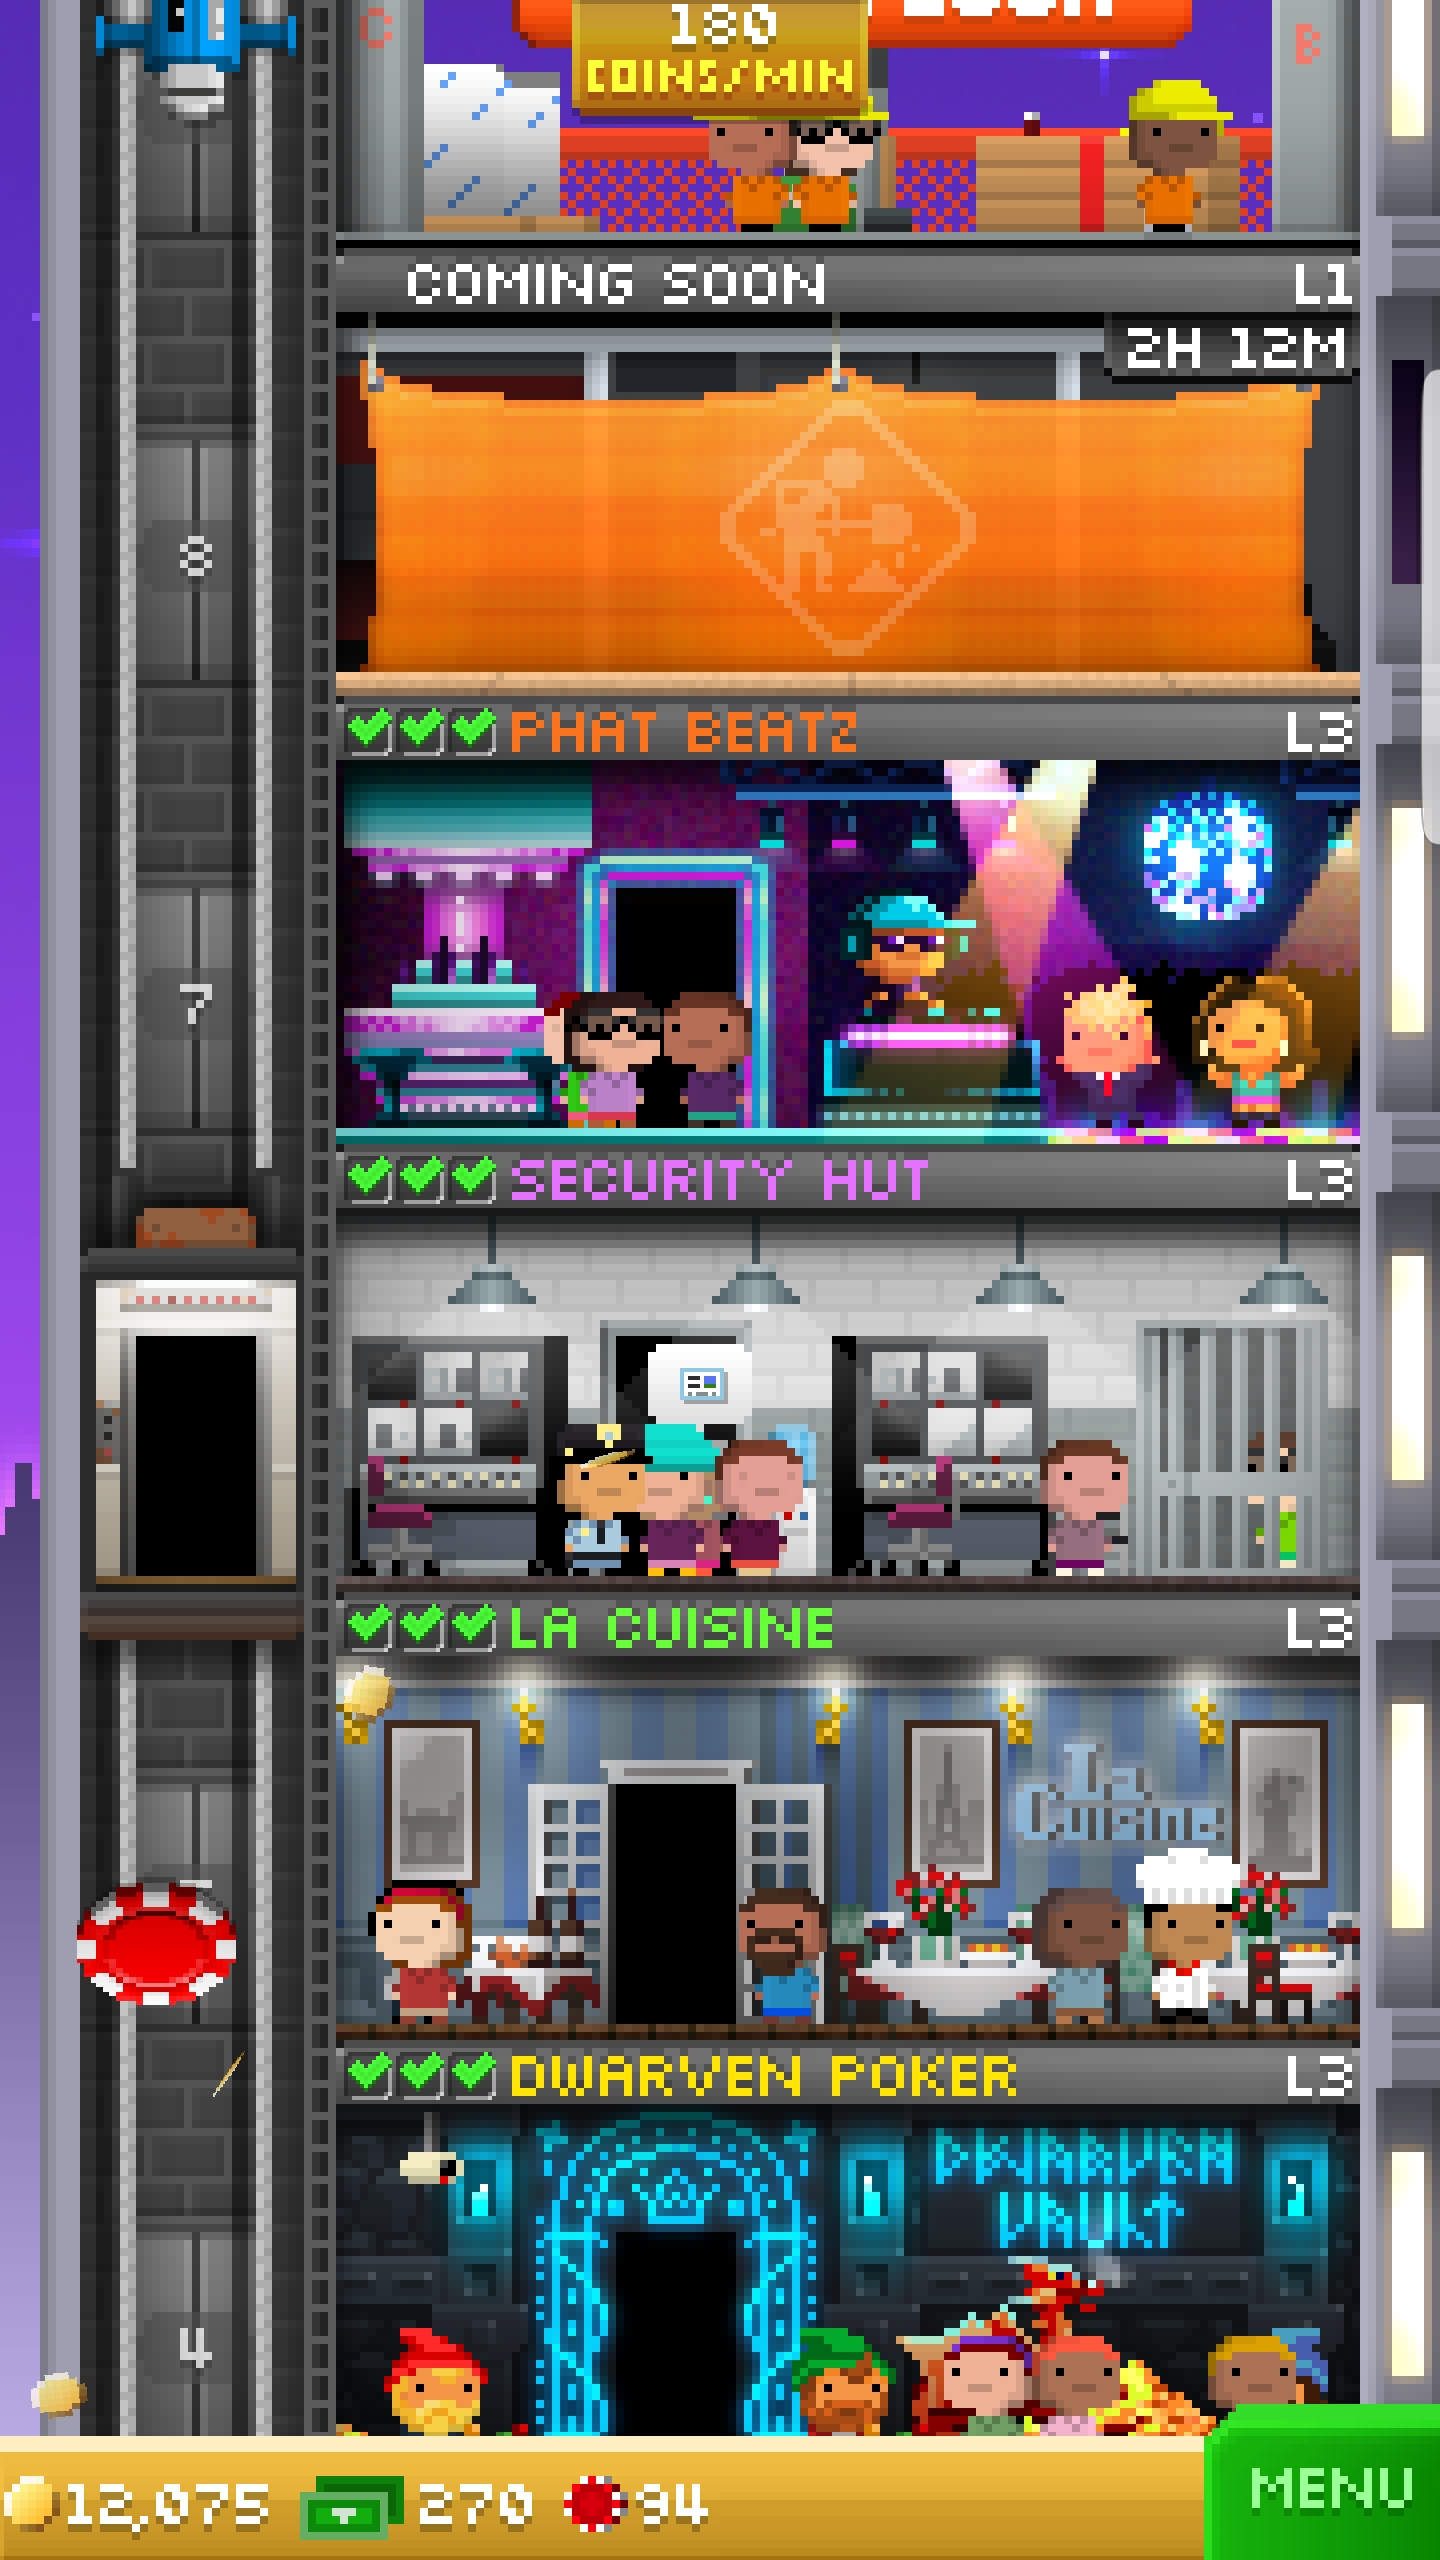 180
COINS/MIN
C
B
COMING SOON
L1
2H 12M
8
PHAT BEATZ
L3
7
SECURITY HUT
L3
LA CUISINE
L3
La
Cuisine
DWARVEN POKER
L3
DWARVEN
VAULT
4
12,075
270
94
MENU